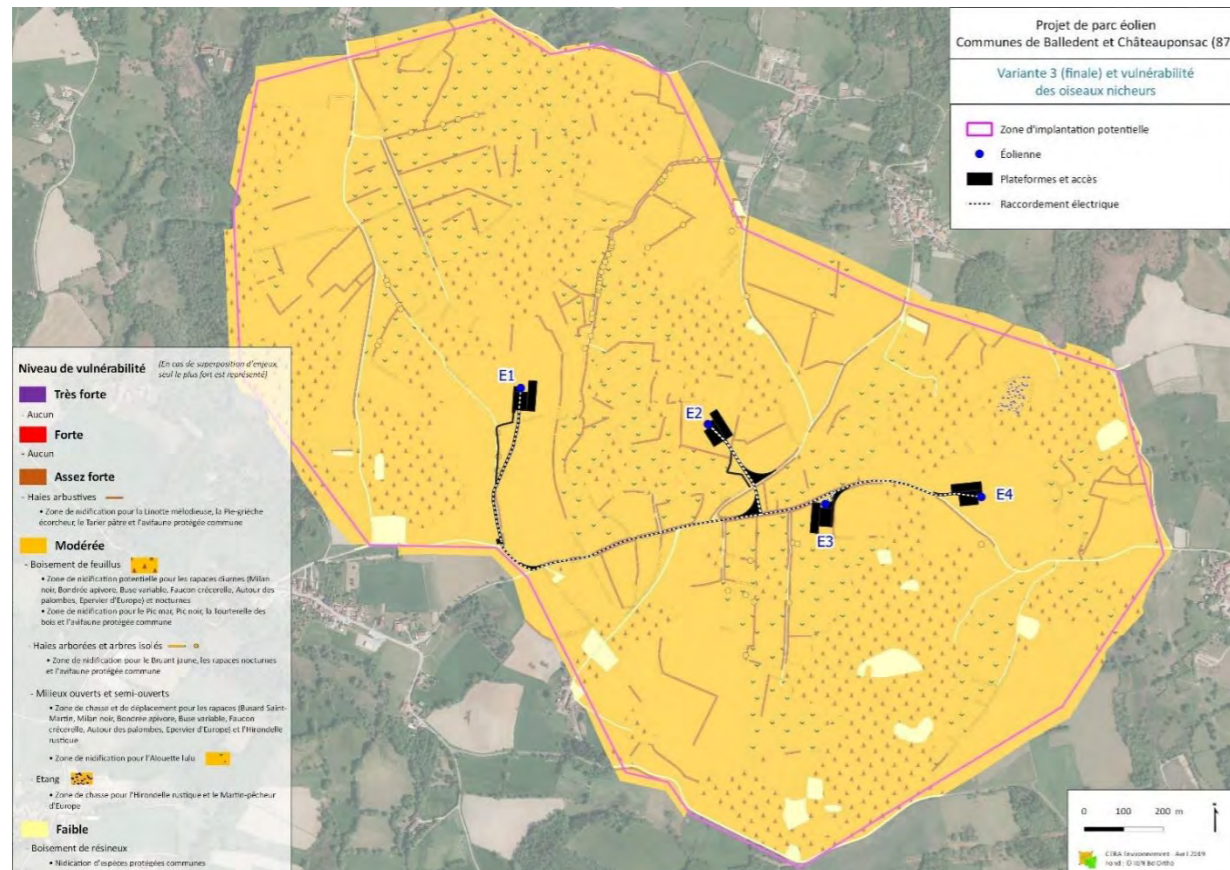 Projet de parc éolien
Communes de Balledent et Châteauponsac (87
Variante 3 (finale) et vulnérabilité
des oiseaux nicheurs
Zone d'implantation potentielle
Éolienne
Plateformes et accès
Raccordement électrique
E1
E2
E3
E4
Niveau de vulnérabilité
(En cas de superposition d'enjeux,
seul le plus fort est représenté)
Très forte
- Aucun
Forte
- Aucun
Assez forte
- Haies arbustives
• Zone de nidification pour la Linotte mélodieuse, la Pie-grièche
écorcheur, le Tarier pâtre et l'avifaune protégée commune
Modérée
- Boisement de feuillus
• Zone de nidification potentielle pour les rapaces diurnes (Milan
noir, Bondrée apivore, Buse variable, Faucon crécerelle, Autour des
palombes, Epervier d'Europe) et nocturnes
• Zone de nidification pour le Pic mar, Pic noir, la Tourterelle des
bois et l'avifaune protégée commune
- Haies arborées et arbres isolés
• Zone de nidification pour le Bruant jaune, les rapaces nocturnes
et l'avifaune protégée commune
- Milieux ouverts et semi-ouverts
• Zone de chasse et de déplacement pour les rapaces (Busard Saint-
Martin, Milan noir, Bondrée apivore, Buse variable, Faucon
crécerelle, Autour des palombes, Epervier d'Europe) et l'Hirondelle
rustique
• Zone de nidification pour l'Alouette lulu
- Etang
• Zone de chasse pour l'Hirondelle rustique et le Martin-pêcheur
d'Europe
Faible
- Boisement de résineux
• Nidication d'espèces protégées communes
0 100 200 m
CERA Environnement - Avril 2019
Fond : © IGN Bd Ortho